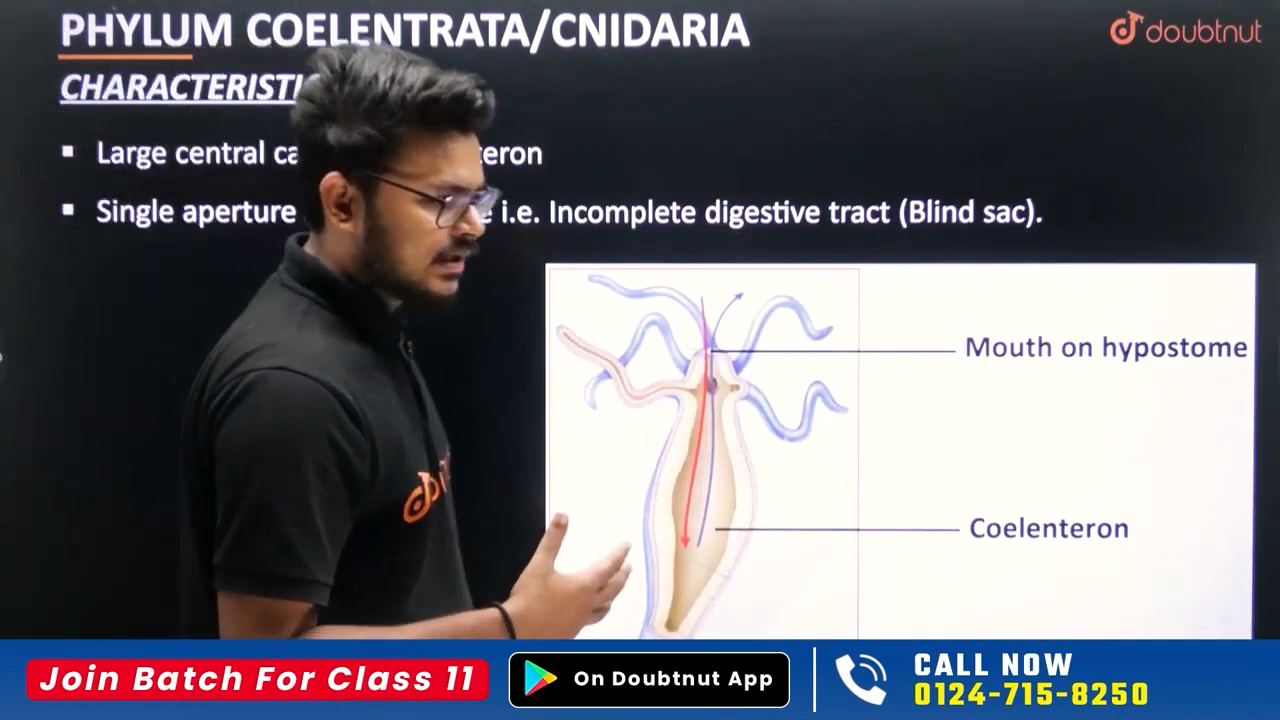 PHYLUM COELENTRATA/CNIDARIA
doubtnut
CHARACTERISTI
Large central ca teron
Single aperture i.e. Incomplete digestive tract (Blind sac).
Mouth on hypostome
Coelenteron
Join Batch For Class 11
On Doubtnut App
CALL NOW
0124-715-8250